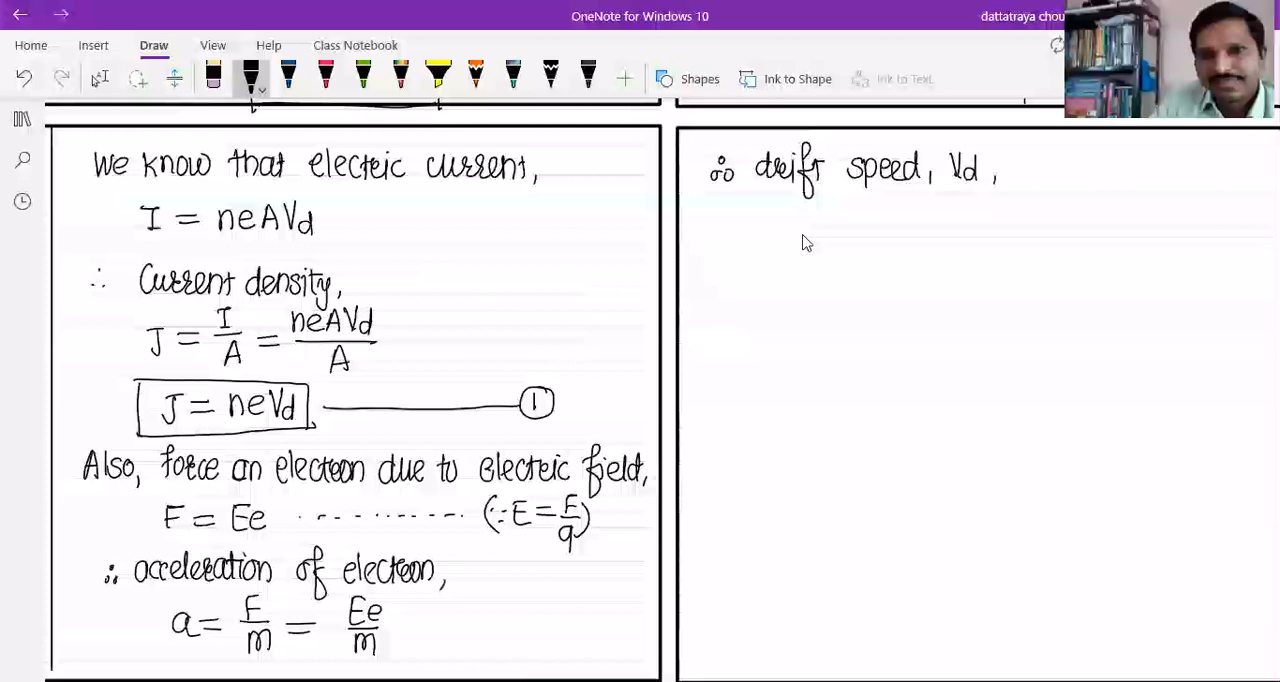 OneNote for Windows 10
dattatraya chou
Home Insert Draw View Help Class Notebook
Shapes Ink to Shape Ink to Text
We know that electric current,
I = neAVd
∴ Current density,
J = I/A = neAVd/A
J = neVd ——— 1
Also, force on electron due to electric field,
F = Ee ---------- (∵E = F/q)
∴ acceleration of electron,
a = F/m = Ee/m
∴ drift speed, Vd,